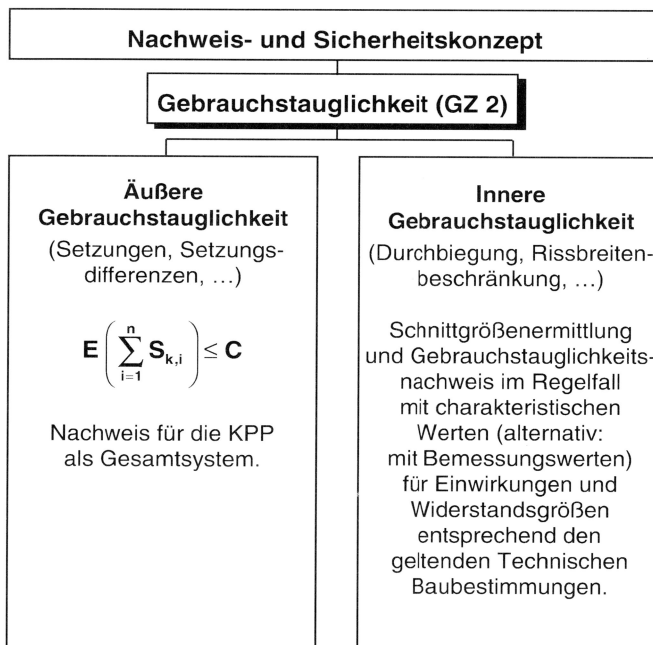 Nachweis- und Sicherheitskonzept
Gebrauchstauglichkeit (GZ 2)
Äußere
Gebrauchstauglichkeit
(Setzungen, Setzungs-
differenzen, ...)
E ( ∑_{i=1}^{n} S_{k,i} ) ≤ C
Nachweis für die KPP
als Gesamtsystem.
Innere
Gebrauchstauglichkeit
(Durchbiegung, Rissbreiten-
beschränkung, ...)
Schnittgrößenermittlung
und Gebrauchstauglichkeits-
nachweis im Regelfall
mit charakteristischen
Werten (alternativ:
mit Bemessungswerten)
für Einwirkungen und
Widerstandsgrößen
entsprechend den
geltenden Technischen
Baubestimmungen.